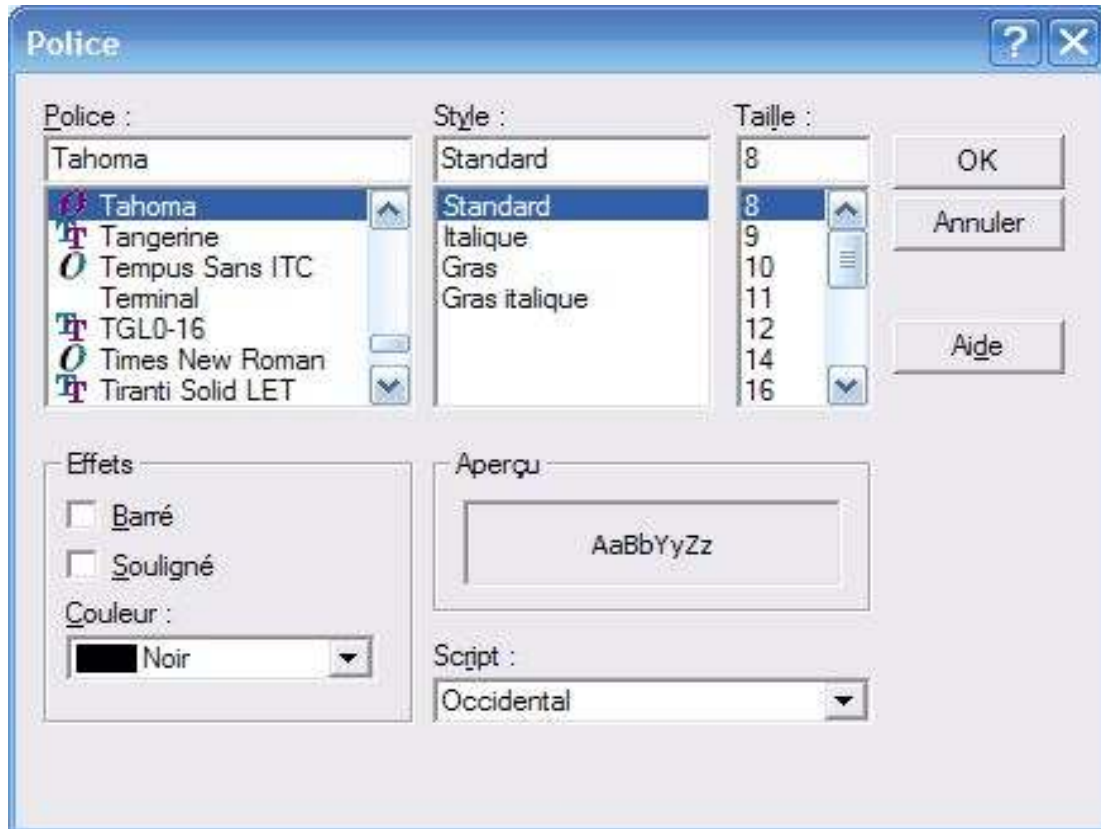 Police
Police :
Tahoma
Tahoma
Tangerine
Tempus Sans ITC
Terminal
TGL0-16
Times New Roman
Tiranti Solid LET
Style :
Standard
Standard
Italique
Gras
Gras italique
Taille :
8
8
9
10
11
12
14
16
OK
Annuler
Aide
Effets
Barré
Souligné
Couleur :
Noir
Aperçu
AaBbYyZz
Script :
Occidental